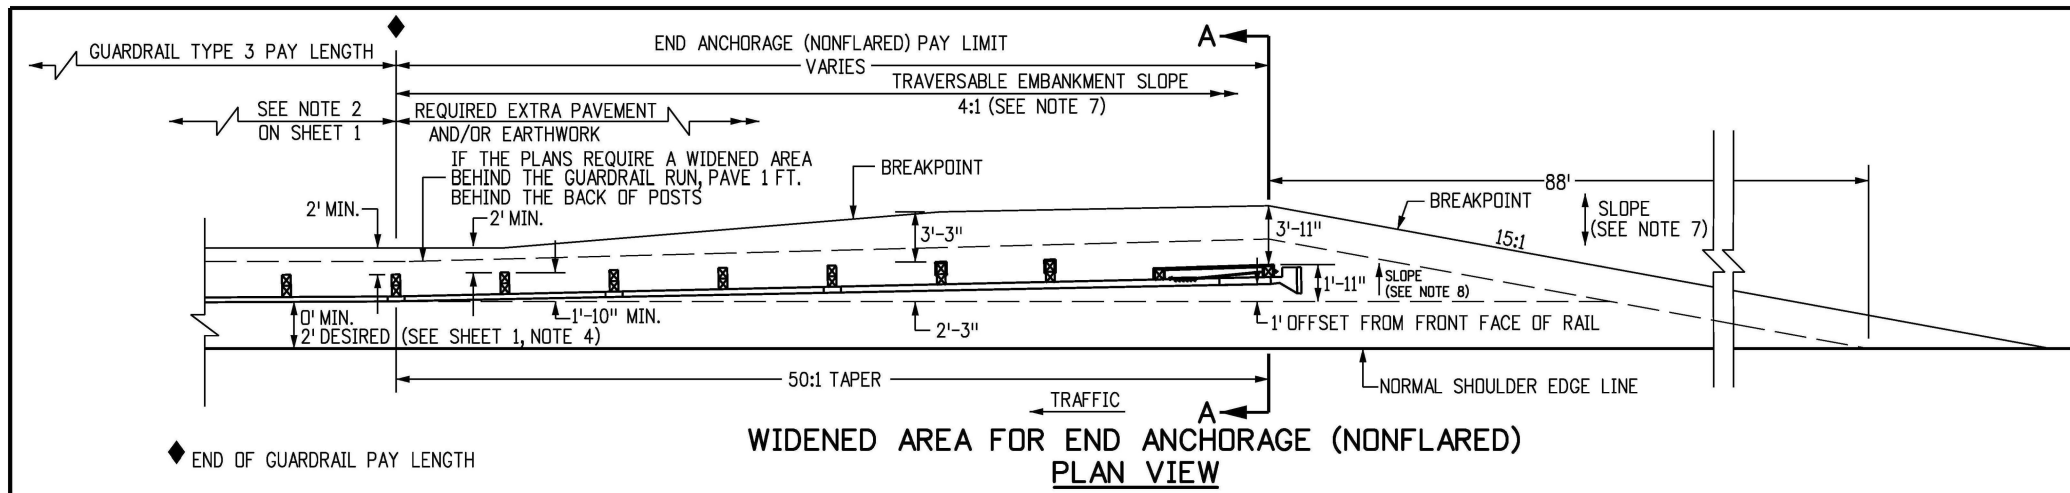 GUARDRAIL TYPE 3 PAY LENGTH
END ANCHORAGE (NONFLARED) PAY LIMIT
VARIES
A
TRAVERSABLE EMBANKMENT SLOPE
4:1 (SEE NOTE 7)
SEE NOTE 2
ON SHEET 1
REQUIRED EXTRA PAVEMENT
AND/OR EARTHWORK
IF THE PLANS REQUIRE A WIDENED AREA
BEHIND THE GUARDRAIL RUN, PAVE 1 FT.
BEHIND THE BACK OF POSTS
BREAKPOINT
88'
BREAKPOINT
SLOPE
(SEE NOTE 7)
2' MIN.
2' MIN.
3'-3"
3'-11"
15:1
1'-11"
SLOPE
(SEE NOTE 8)
0' MIN.
2' DESIRED (SEE SHEET 1, NOTE 4)
1'-10" MIN.
2'-3"
1' OFFSET FROM FRONT FACE OF RAIL
50:1 TAPER
NORMAL SHOULDER EDGE LINE
TRAFFIC
A
WIDENED AREA FOR END ANCHORAGE (NONFLARED)
PLAN VIEW
END OF GUARDRAIL PAY LENGTH